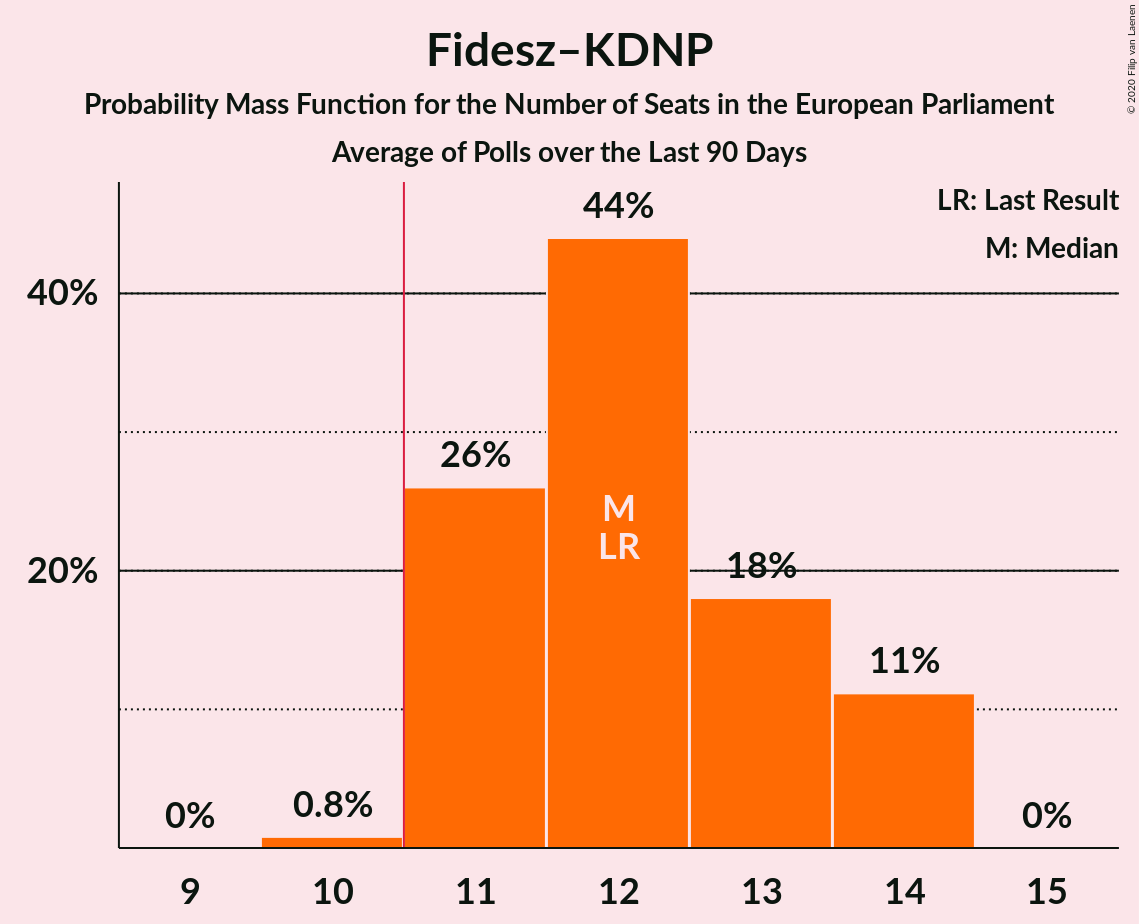 Fidesz–KDNP
Probability Mass Function for the Number of Seats in the European Parliament
Average of Polls over the Last 90 Days
© 2020 Filip van Laenen
LR: Last Result
M: Median
44%
40%
26%
M
LR
20%
18%
11%
0%
0.8%
0%
9
10
11
12
13
14
15